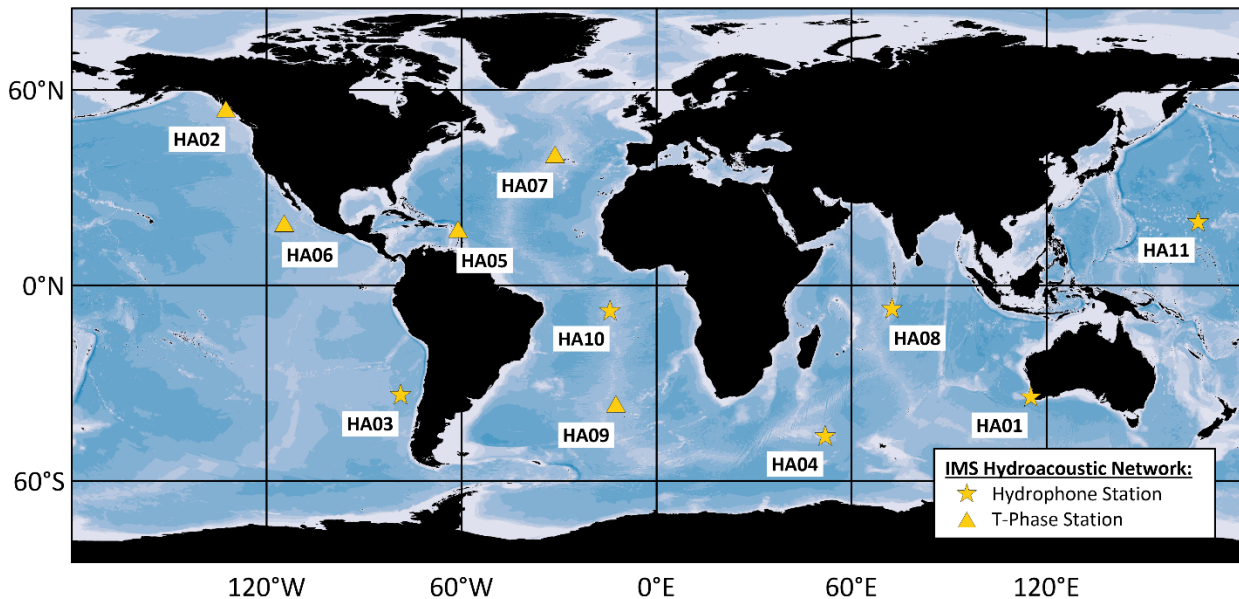 60°N
0°N
60°S
120°W
60°W
0°E
60°E
120°E
HA02
HA07
HA06
HA05
HA11
HA10
HA08
HA03
HA09
HA04
HA01
IMS Hydroacoustic Network:
Hydrophone Station
T-Phase Station